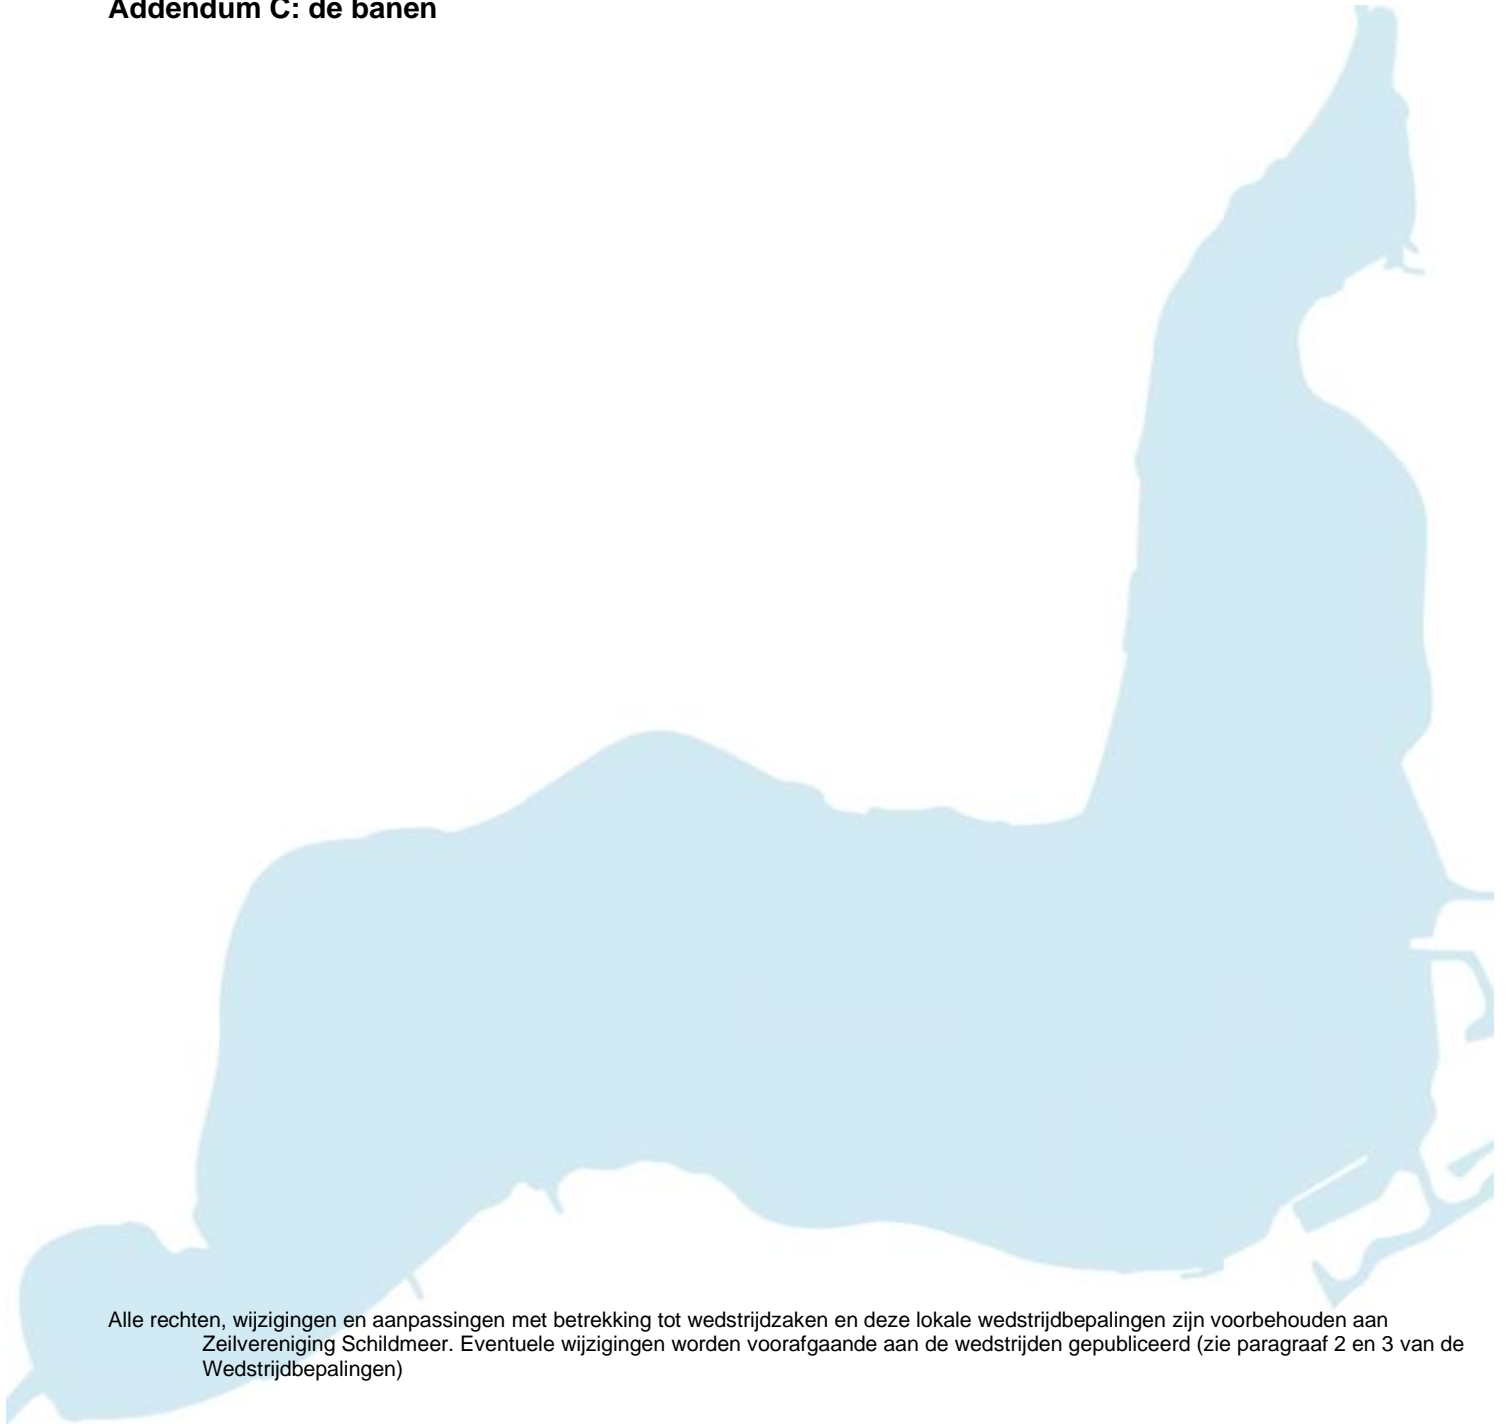 Addendum C: de banen
Alle rechten, wijzigingen en aanpassingen met betrekking tot wedstrijdzaken en deze lokale wedstrijdbepalingen zijn voorbehouden aan
Zeilvereniging Schildmeer. Eventuele wijzigingen worden voorafgaande aan de wedstrijden gepubliceerd (zie paragraaf 2 en 3 van de
Wedstrijdbepalingen)